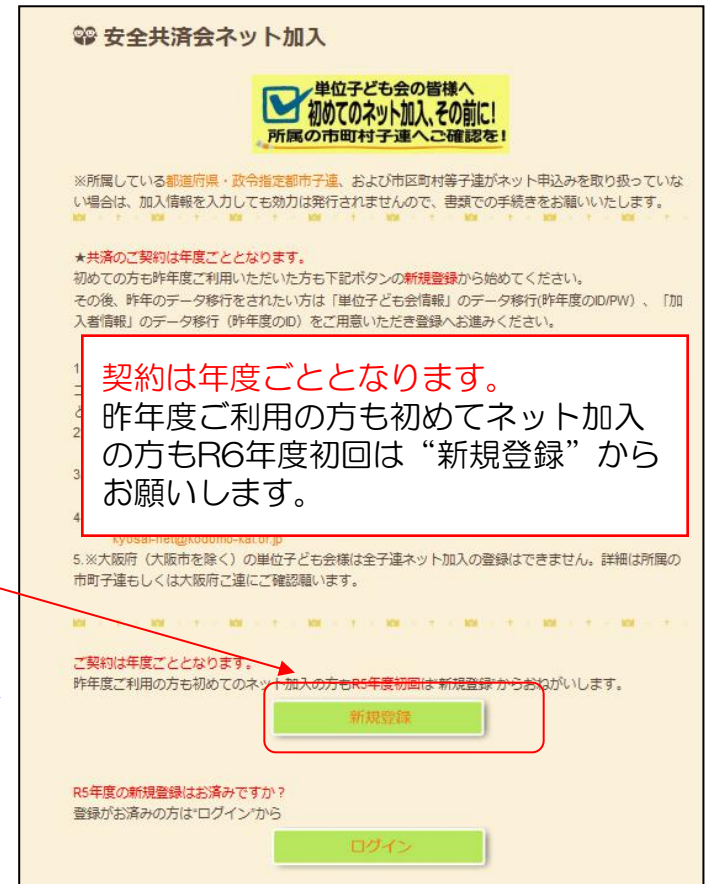 安全共済会ネット加入
単位子ども会の皆様へ
初めてのネット加入、その前に!
所属の市町村子連へご確認を!
※所属している都道府県・政令指定都市子連、および市区町村等子連がネット申込みを取り扱っていな
い場合は、加入情報を入力しても効力は発行されませんので、書類での手続きをお願いいたします。
★共済のご契約は年度ごととなります。
初めての方も昨年度ご利用いただいた方も下記ボタンの新規登録から始めてください。
その後、昨年のデータ移行をされたい方は「単位子ども会情報」のデータ移行(昨年度のID/PW)、「加
入者情報」のデータ移行（昨年度のID）をご用意いただき登録へお進みください。
1
契約は年度ごととなります。
昨年度ご利用の方も初めてネット加入
の方もR6年度初回は“新規登録”から
お願いします。
2
3
4
kyosai-net@kodomo-kai.or.jp
5.※大阪府（大阪市を除く）の単位子ども会様は全子連ネット加入の登録はできません。詳細は所属の
市町子連もしくは大阪府こ連にご確認願います。
ご契約は年度ごととなります。
昨年度ご利用の方も初めてのネット加入の方もR5年度初回は“新規登録”からおねがいします。
新規登録
R5年度の新規登録はお済みですか？
登録がお済みの方は“ログイン”から
ログイン